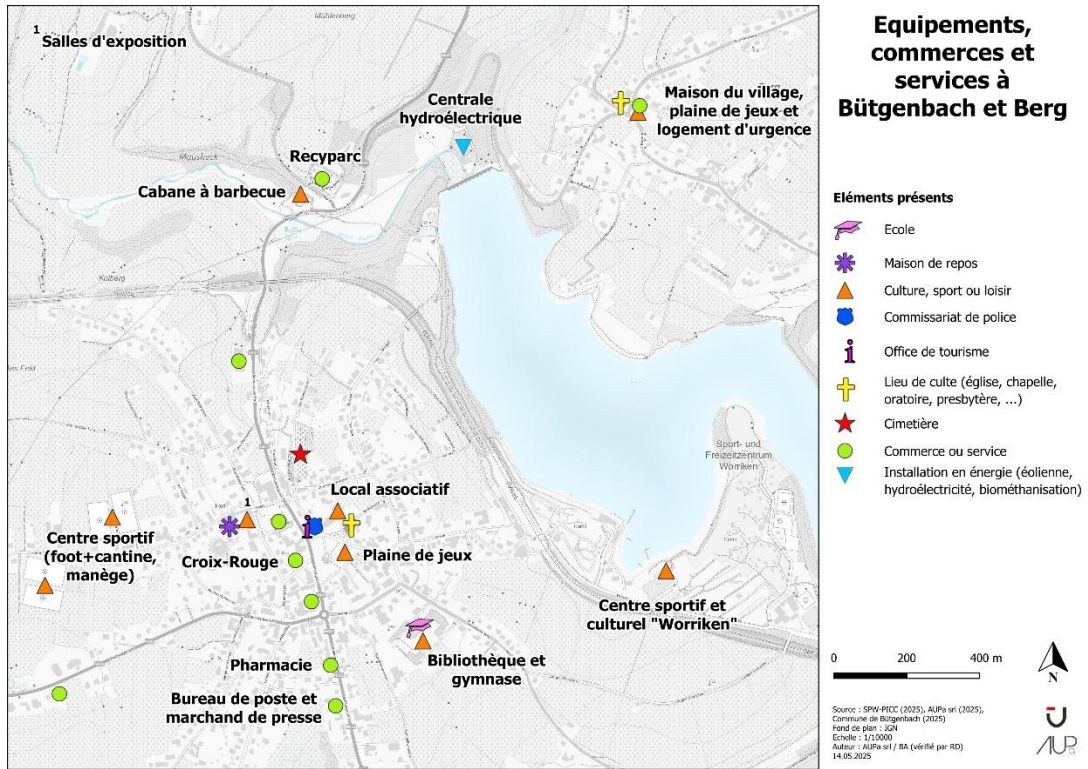 1 Salles d'exposition
Mühlenberg
Centrale
hydroélectrique
Maison du village,
plaine de jeux et
logement d'urgence
Recyparc
Cabane à barbecue
Kolberg
Sport- und
Freizeitzentrum
Worriken
1
Local associatif
Centre sportif
(foot+cantine,
manège)
Croix-Rouge
Plaine de jeux
Centre sportif et
culturel "Worriken"
Pharmacie
Bibliothèque et
gymnase
Bureau de poste et
marchand de presse
Equipements,
commerces et
services à
Bütgenbach et Berg
Eléments présents
Ecole
Maison de repos
Culture, sport ou loisir
Commissariat de police
Office de tourisme
Lieu de culte (église, chapelle,
oratoire, presbytère, ...)
Cimetière
Commerce ou service
Installation en énergie (éolienne,
hydroélectricité, biométhanisation)
0 200 400 m
N
Source : SPW-PICC (2025), AUPa srl (2025),
Commune de Bütgenbach (2025)
Fond de plan : IGN
Echelle : 1/10000
Auteur : AUPa srl / BA (vérifié par RD)
14.05.2025